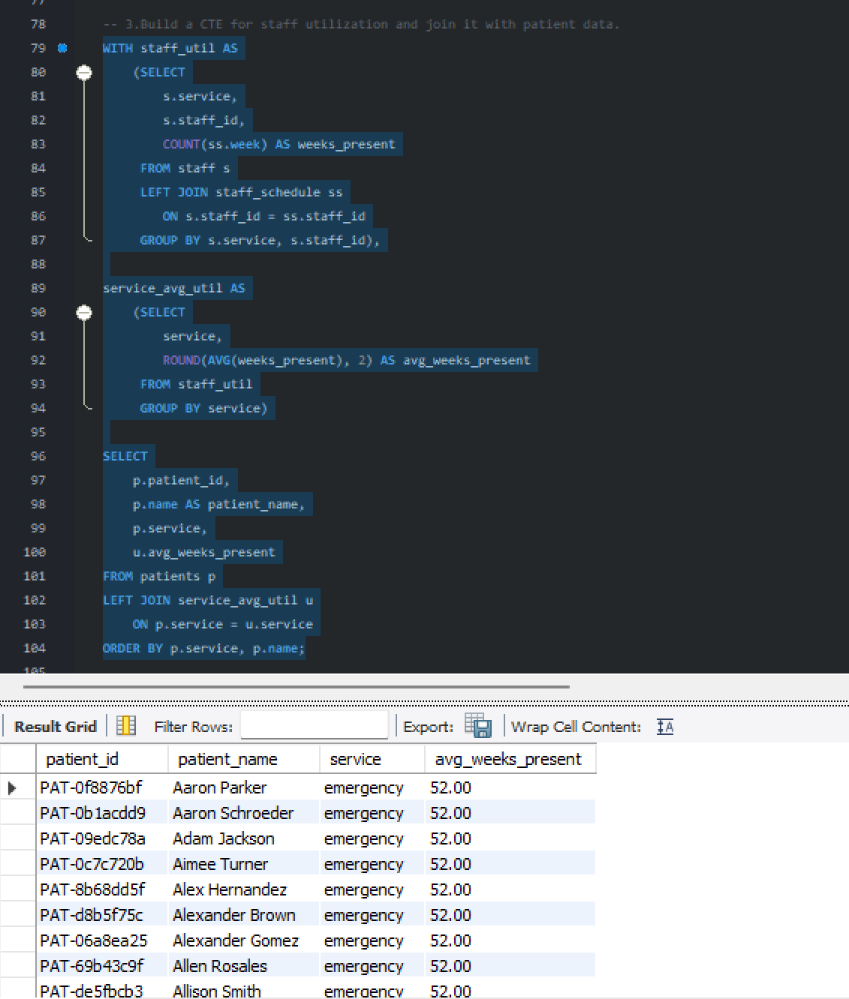 77
78 -- 3.Build a CTE for staff utilization and join it with patient data.
79 WITH staff_util AS
80 (SELECT
81 s.service,
82 s.staff_id,
83 COUNT(ss.week) AS weeks_present
84 FROM staff s
85 LEFT JOIN staff_schedule ss
86 ON s.staff_id = ss.staff_id
87 GROUP BY s.service, s.staff_id),
88
89 service_avg_util AS
90 (SELECT
91 service,
92 ROUND(AVG(weeks_present), 2) AS avg_weeks_present
93 FROM staff_util
94 GROUP BY service)
95
96 SELECT
97 p.patient_id,
98 p.name AS patient_name,
99 p.service,
100 u.avg_weeks_present
101 FROM patients p
102 LEFT JOIN service_avg_util u
103 ON p.service = u.service
104 ORDER BY p.service, p.name;
105
Result Grid Filter Rows: Export: Wrap Cell Content:
patient_id patient_name service avg_weeks_present
PAT-0f8876bf Aaron Parker emergency 52.00
PAT-0b1acdd9 Aaron Schroeder emergency 52.00
PAT-09edc78a Adam Jackson emergency 52.00
PAT-0c7c720b Aimee Turner emergency 52.00
PAT-8b68dd5f Alex Hernandez emergency 52.00
PAT-d8b5f75c Alexander Brown emergency 52.00
PAT-06a8ea25 Alexander Gomez emergency 52.00
PAT-69b43c9f Allen Rosales emergency 52.00
PAT-de5fbcb3 Allison Smith emergency 52.00